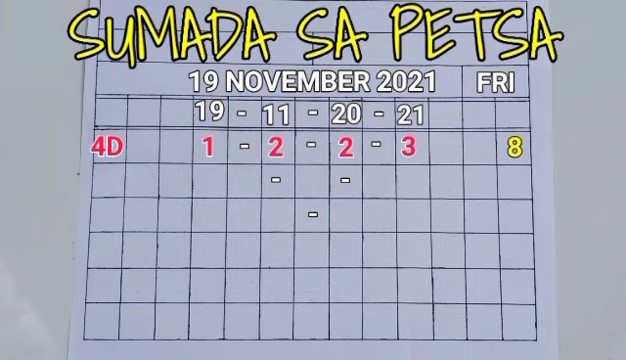 SUMADA SA PETSA
19 NOVEMBER 2021 FRI
19 - 11 - 20 - 21
4D 1 - 2 - 2 - 3 8
- -
-